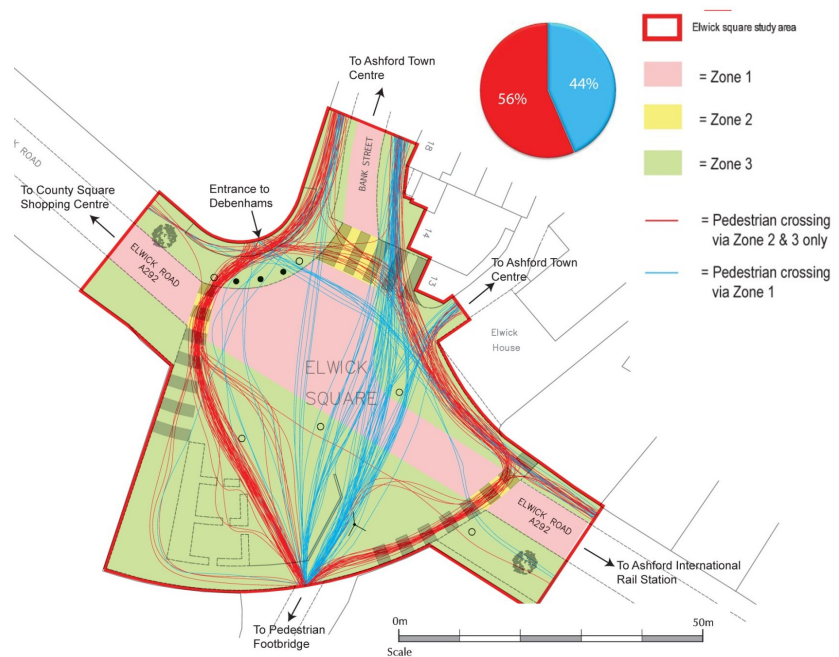 To Ashford Town
Centre
Elwick square study area
= Zone 1
= Zone 2
= Zone 3
= Pedestrian crossing
via Zone 2 & 3 only
= Pedestrian crossing
via Zone 1
56%
44%
ROAD
To County Square
Shopping Centre
Entrance to
Debenhams
BANK STREET
18
14
13
To Ashford Town
Centre
Elwick
House
ELWICK ROAD
A292
ELWICK
SQUARE
ELWICK ROAD
A292
To Ashford International
Rail Station
To Pedestrian
Footbridge
0m
50m
Scale